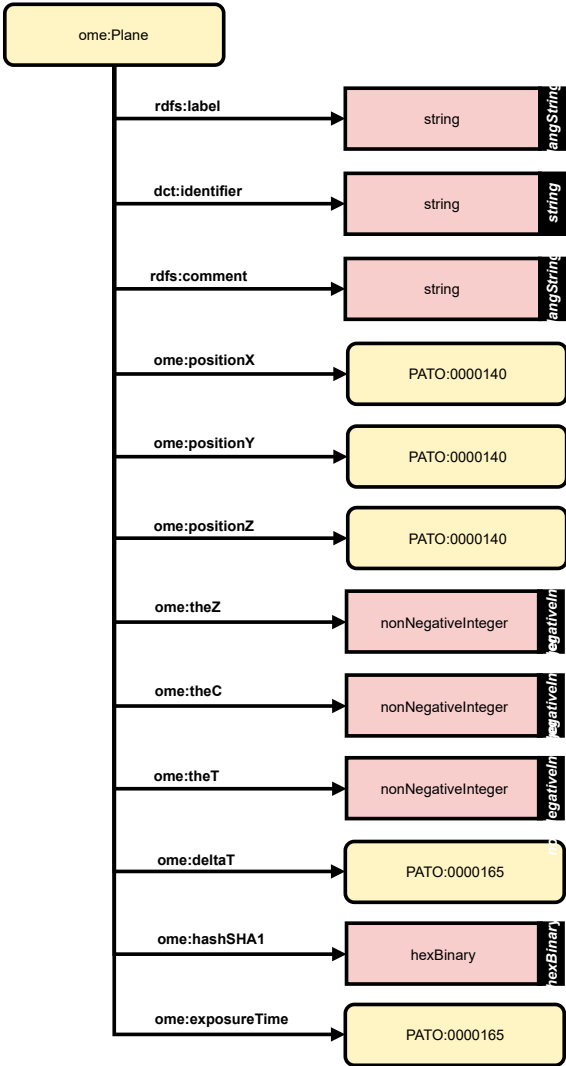 ome:Plane
rdfs:label
string
langString
dct:identifier
string
string
rdfs:comment
string
langString
ome:positionX
PATO:0000140
ome:positionY
PATO:0000140
ome:positionZ
PATO:0000140
ome:theZ
nonNegativeInteger
ome:theC
nonNegativeInteger
ome:theT
nonNegativeInteger
ome:deltaT
PATO:0000165
ome:hashSHA1
hexBinary
hexBinary
ome:exposureTime
PATO:0000165